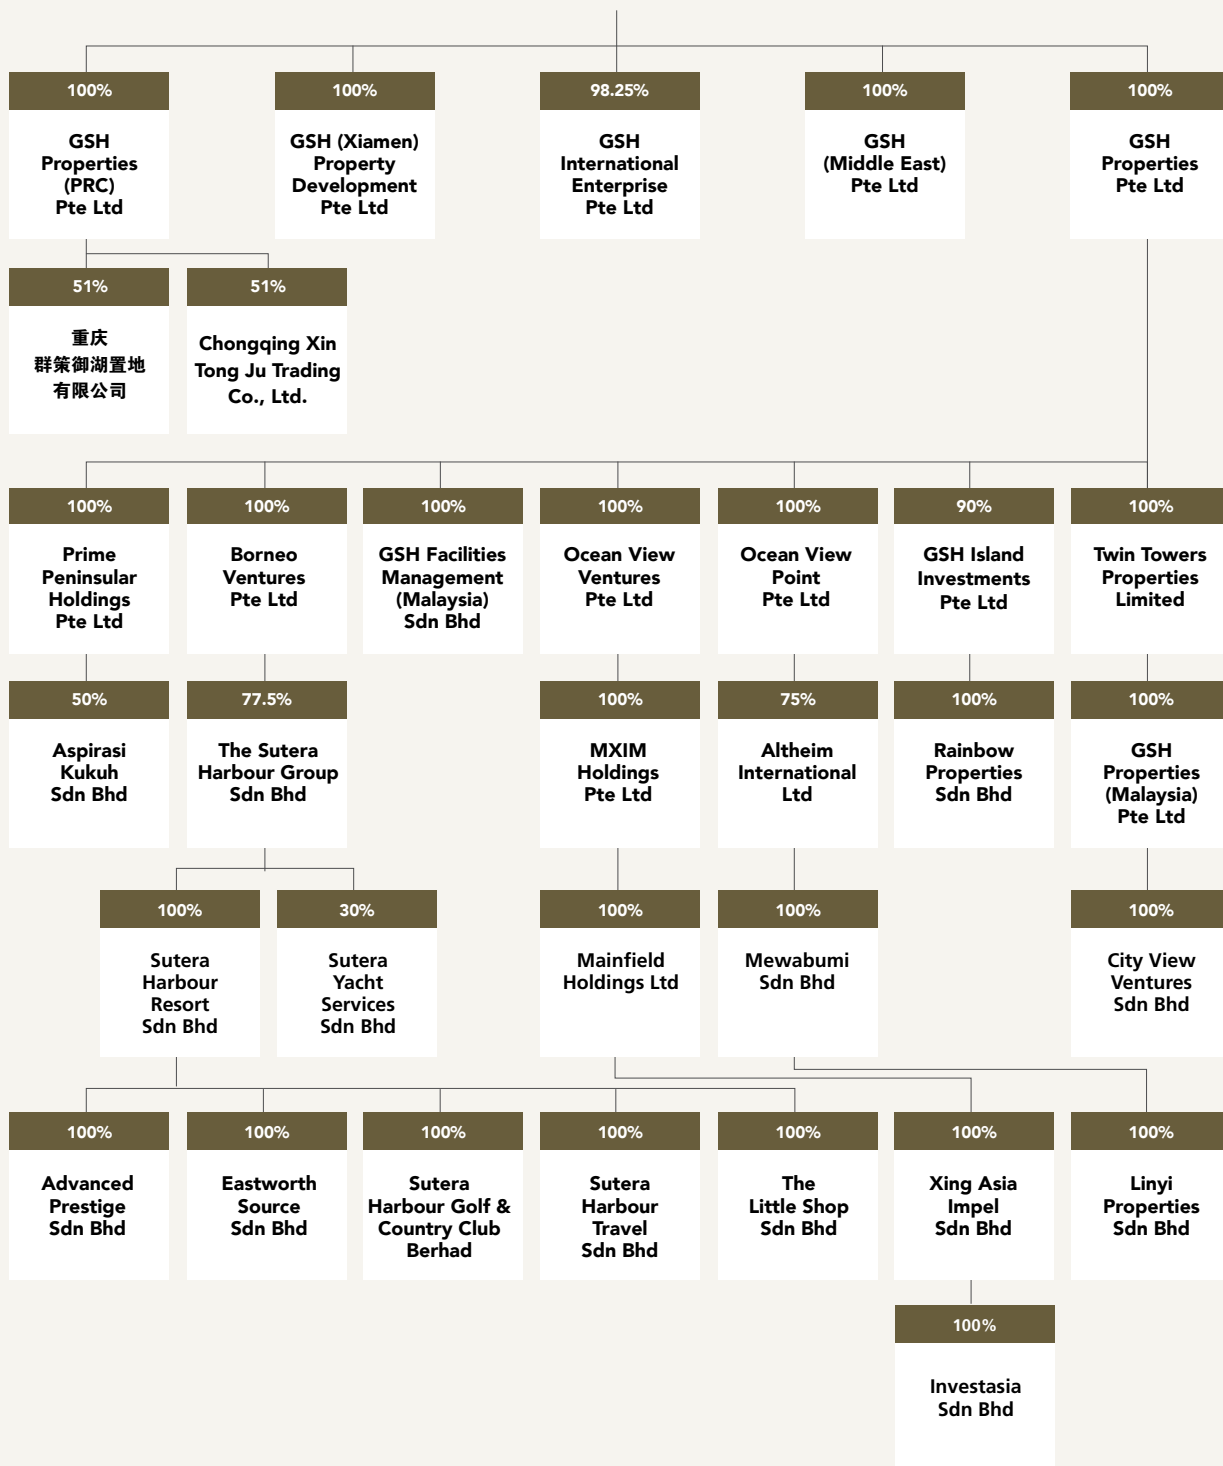 100%
GSH
Properties
(PRC)
Pte Ltd
100%
GSH (Xiamen)
Property
Development
Pte Ltd
98.25%
GSH
International
Enterprise
Pte Ltd
100%
GSH
(Middle East)
Pte Ltd
100%
GSH
Properties
Pte Ltd
51%
重庆
群策御湖置地
有限公司
51%
Chongqing Xin
Tong Ju Trading
Co., Ltd.
100%
Prime
Peninsular
Holdings
Pte Ltd
100%
Borneo
Ventures
Pte Ltd
100%
GSH Facilities
Management
(Malaysia)
Sdn Bhd
100%
Ocean View
Ventures
Pte Ltd
100%
Ocean View
Point
Pte Ltd
90%
GSH Island
Investments
Pte Ltd
100%
Twin Towers
Properties
Limited
50%
Aspirasi
Kukuh
Sdn Bhd
77.5%
The Sutera
Harbour Group
Sdn Bhd
100%
MXIM
Holdings
Pte Ltd
75%
Altheim
International
Ltd
100%
Rainbow
Properties
Sdn Bhd
100%
GSH
Properties
(Malaysia)
Pte Ltd
100%
Sutera
Harbour
Resort
Sdn Bhd
30%
Sutera
Yacht
Services
Sdn Bhd
100%
Mainfield
Holdings Ltd
100%
Mewabumi
Sdn Bhd
100%
City View
Ventures
Sdn Bhd
100%
Advanced
Prestige
Sdn Bhd
100%
Eastworth
Source
Sdn Bhd
100%
Sutera
Harbour Golf &
Country Club
Berhad
100%
Sutera
Harbour
Travel
Sdn Bhd
100%
The
Little Shop
Sdn Bhd
100%
Xing Asia
Impel
Sdn Bhd
100%
Linyi
Properties
Sdn Bhd
100%
Investasia
Sdn Bhd